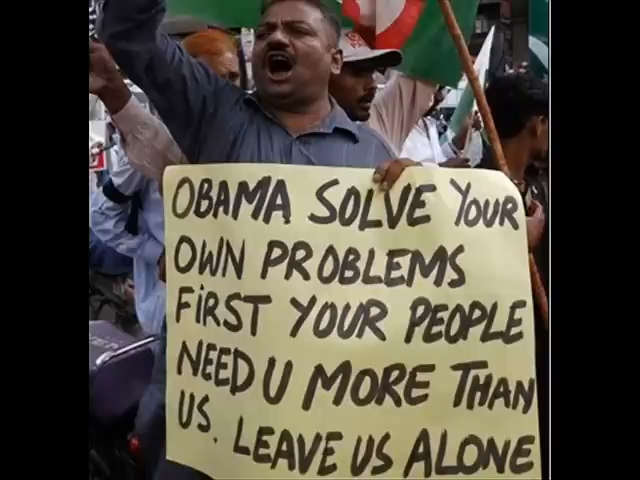 OBAMA SOLVE YOUR
OWN PROBLEMS
FiRST YOUR PEOPLE
NEED U MORE THAN
US. LEAVE US ALONE